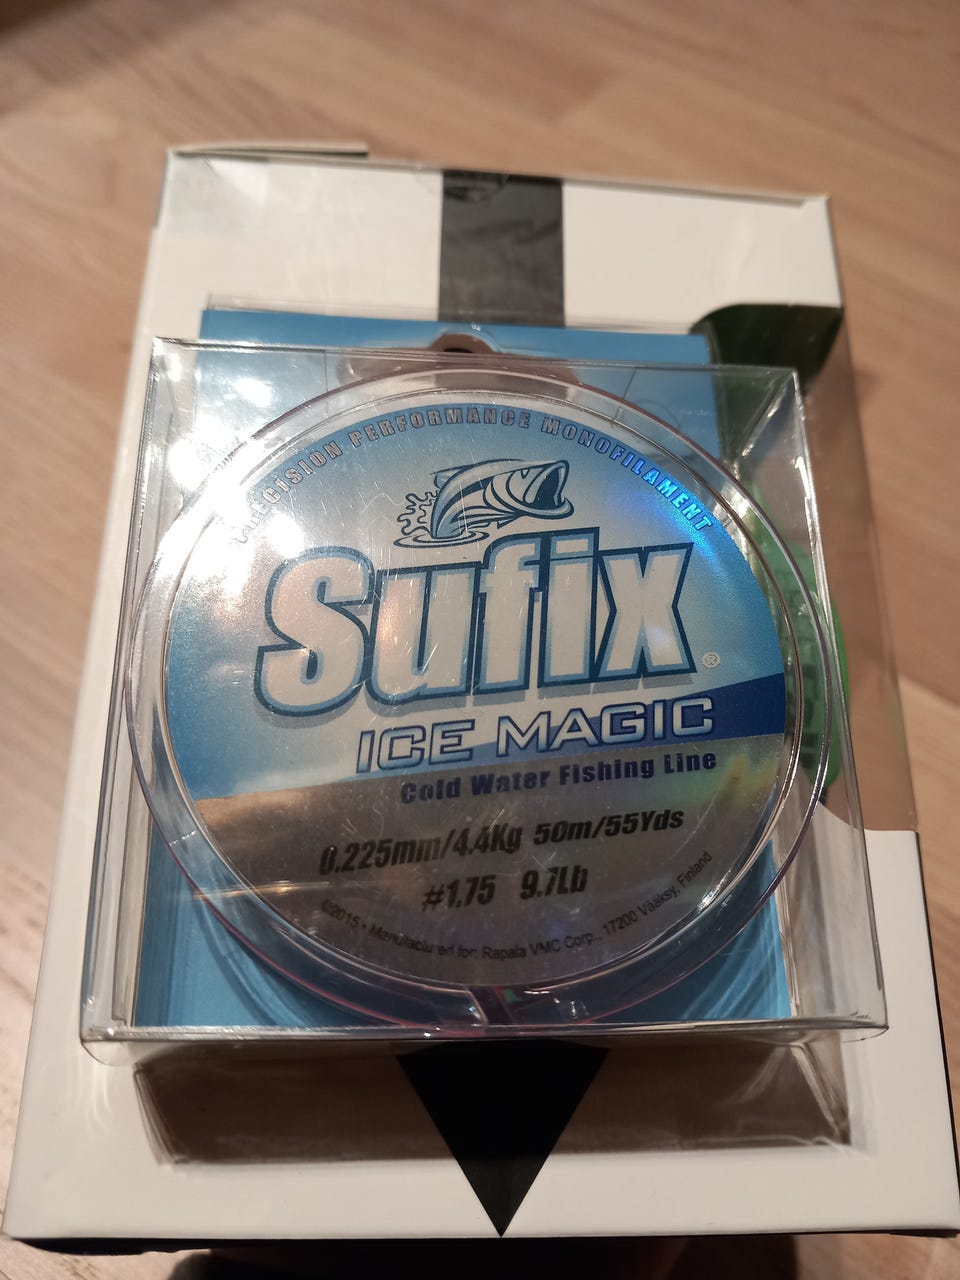 PRECISION PERFORMANCE MONOFILAMENT
Sufix®
ICE MAGIC
Cold Water Fishing Line
0.225mm/4.4Kg 50m/55Yds
#1.75 9.7Lb
©2015 • Manufactured for: Rapala VMC Corp., 17200 Vääksy, Finland